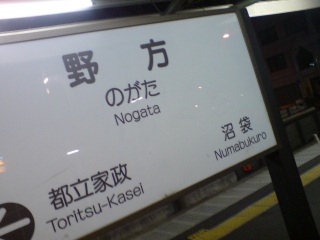 野方
のがた
Nogata
沼袋
Numabukuro
都立家政
Toritsu-Kasei